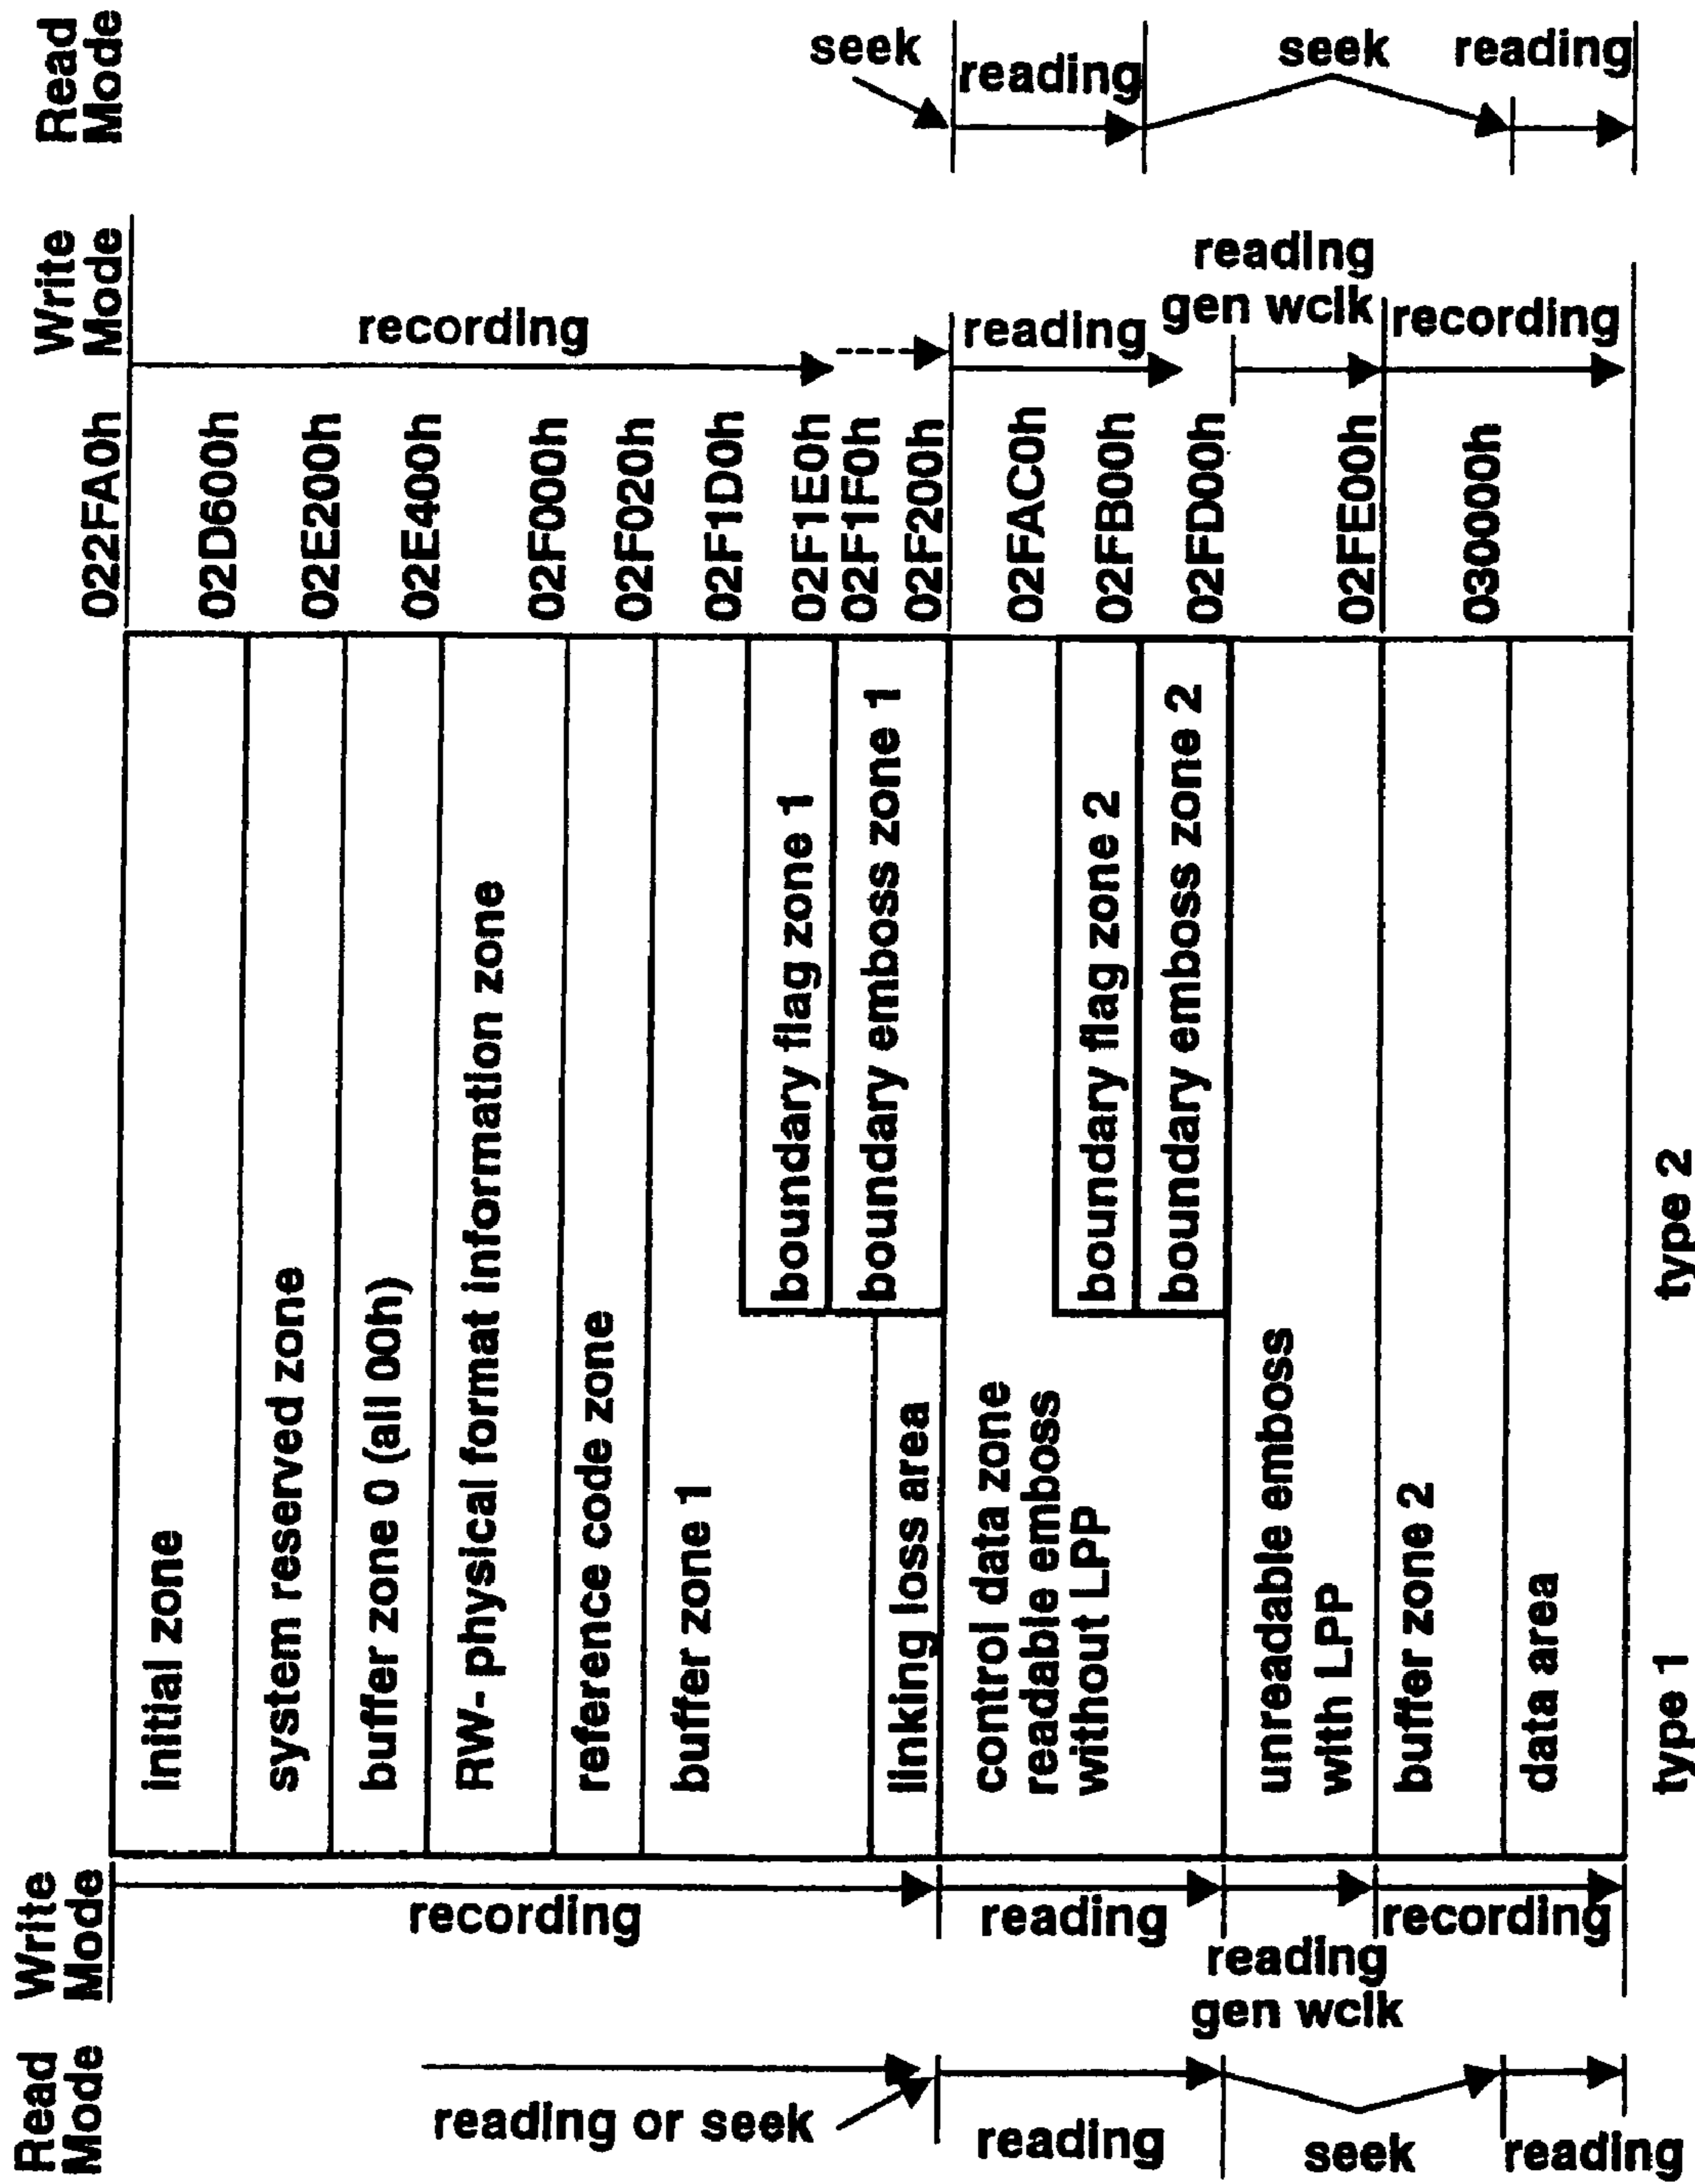 Read
Mode
seek
reading
seek
reading
Write
Mode
recording
reading
reading
gen wclk
recording
022FA0h
02D600h
02E200h
02E400h
02F000h
02F020h
02F1D0h
02F1E0h
02F1F0h
02F200h
02FAC0h
02FB00h
02FD00h
02FE00h
030000h
initial zone
system reserved zone
buffer zone 0 (all 00h)
RW- physical format information zone
reference code zone
buffer zone 1
boundary flag zone 1
boundary emboss zone 1
linking loss area
control data zone
readable emboss
without LPP
boundary flag zone 2
boundary emboss zone 2
unreadable emboss
with LPP
buffer zone 2
data area
type 1
type 2
Write
Mode
recording
reading
reading
gen wclk
recording
Read
Mode
reading or seek
reading
seek
reading